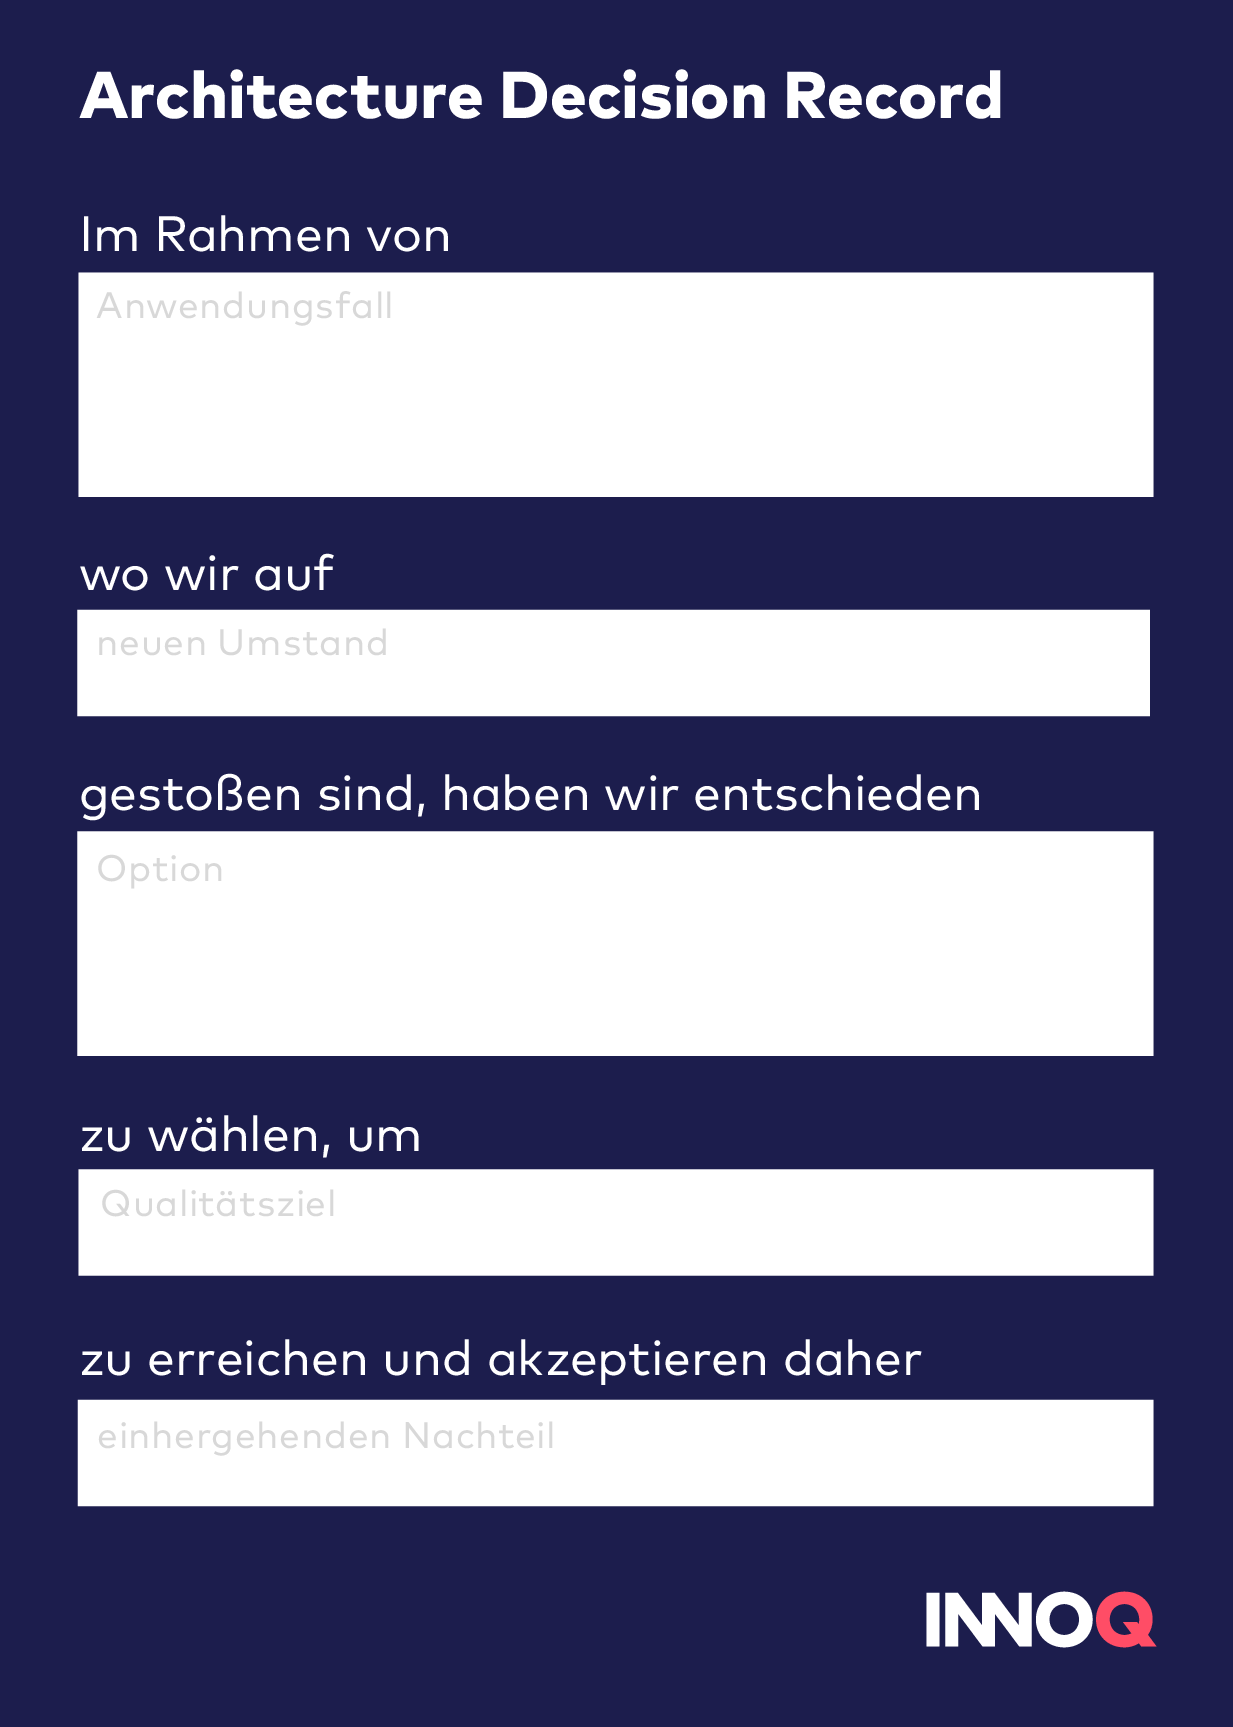 Architecture Decision Record
Im Rahmen von
Anwendungsfall
wo wir auf
neuen Umstand
gestoßen sind, haben wir entschieden
Option
zu wählen, um
Qualitätsziel
zu erreichen und akzeptieren daher
einhergehenden Nachteil
INNOQ